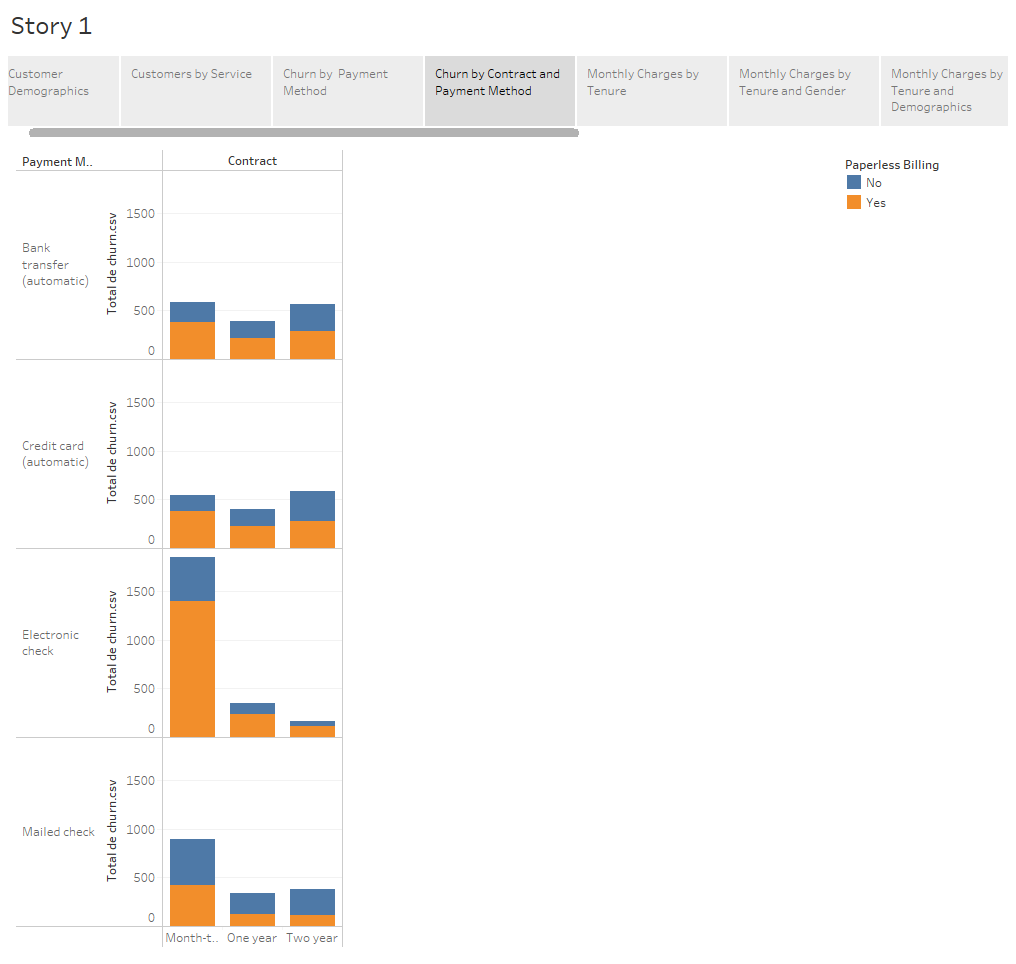 Story 1
Customer
Demographics
Customers by Service
Churn by  Payment
Method
Churn by Contract and
Payment Method
Monthly Charges by
Tenure
Monthly Charges by
Tenure and Gender
Monthly Charges by
Tenure and
Demographics
Payment M..
Contract
Paperless Billing
No
Yes
Bank
transfer
(automatic)
Total de churn.csv
1500
1000
500
0
Credit card
(automatic)
Total de churn.csv
1500
1000
500
0
Electronic
check
Total de churn.csv
1500
1000
500
0
Mailed check
Total de churn.csv
1500
1000
500
0
Month-t..
One year
Two year